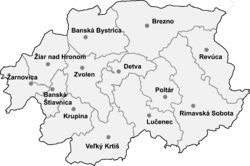 Banská Bystrica
Brezno
Revúca
Žiar nad Hronom
Žarnovica
Zvolen
Detva
Banská
Štiavnica
Poltár
Rimavská Sobota
Krupina
Lučenec
Veľký Krtíš